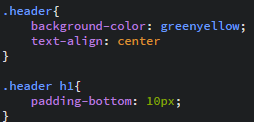 .header{
    background-color: greenyellow;
    text-align: center
}

.header h1{
    padding-bottom: 10px;
}